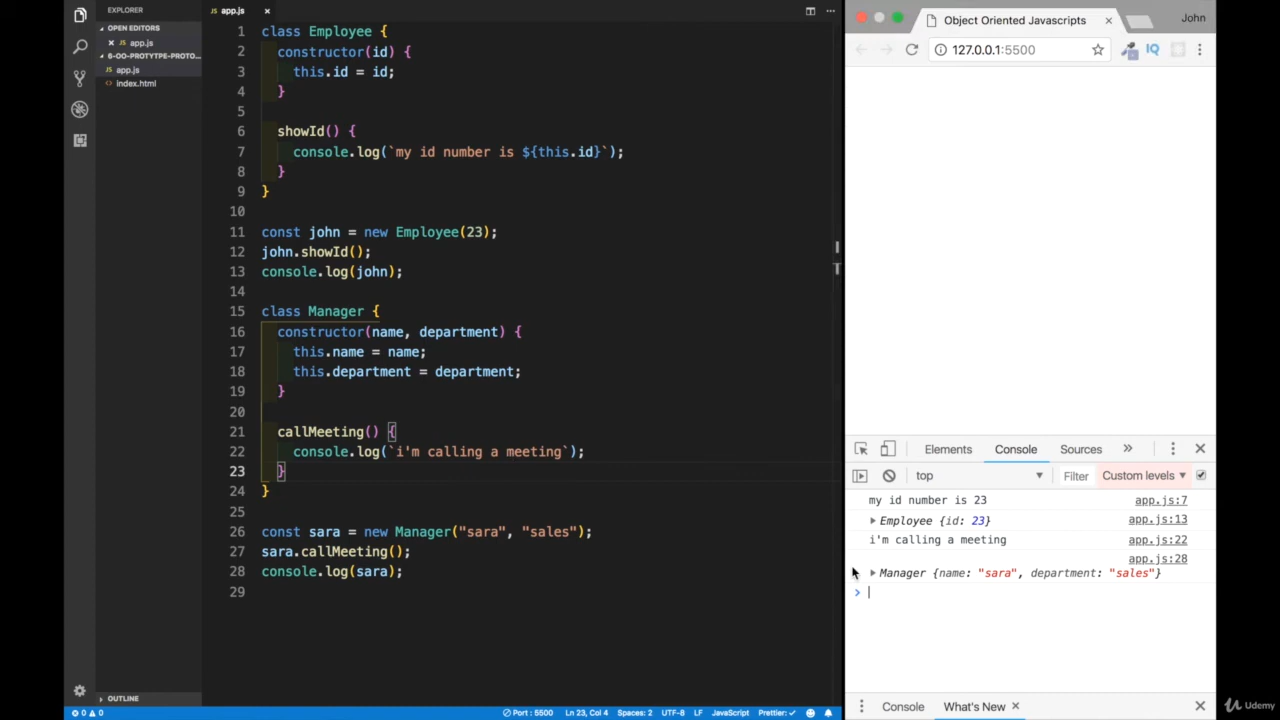 EXPLORER
OPEN EDITORS
app.js
6-OO-PROTYTPE-PROTO...
app.js
index.html
OUTLINE
app.js
1 class Employee {
2 constructor(id) {
3 this.id = id;
4 }
5
6 showId() {
7 console.log(`my id number is ${this.id}`);
8 }
9 }
10
11 const john = new Employee(23);
12 john.showId();
13 console.log(john);
14
15 class Manager {
16 constructor(name, department) {
17 this.name = name;
18 this.department = department;
19 }
20
21 callMeeting() {
22 console.log(`i'm calling a meeting`);
23 }
24 }
25
26 const sara = new Manager("sara", "sales");
27 sara.callMeeting();
28 console.log(sara);
29
0 0 Port : 5500 Ln 23, Col 4 Spaces: 2 UTF-8 LF JavaScript Prettier: ✓
Object Oriented Javascripts John
127.0.0.1:5500 IQ
Elements Console Sources »
top Filter Custom levels
my id number is 23 app.js:7
Employee {id: 23} app.js:13
i'm calling a meeting app.js:22
app.js:28
Manager {name: "sara", department: "sales"}
>
Console What's New
Udemy